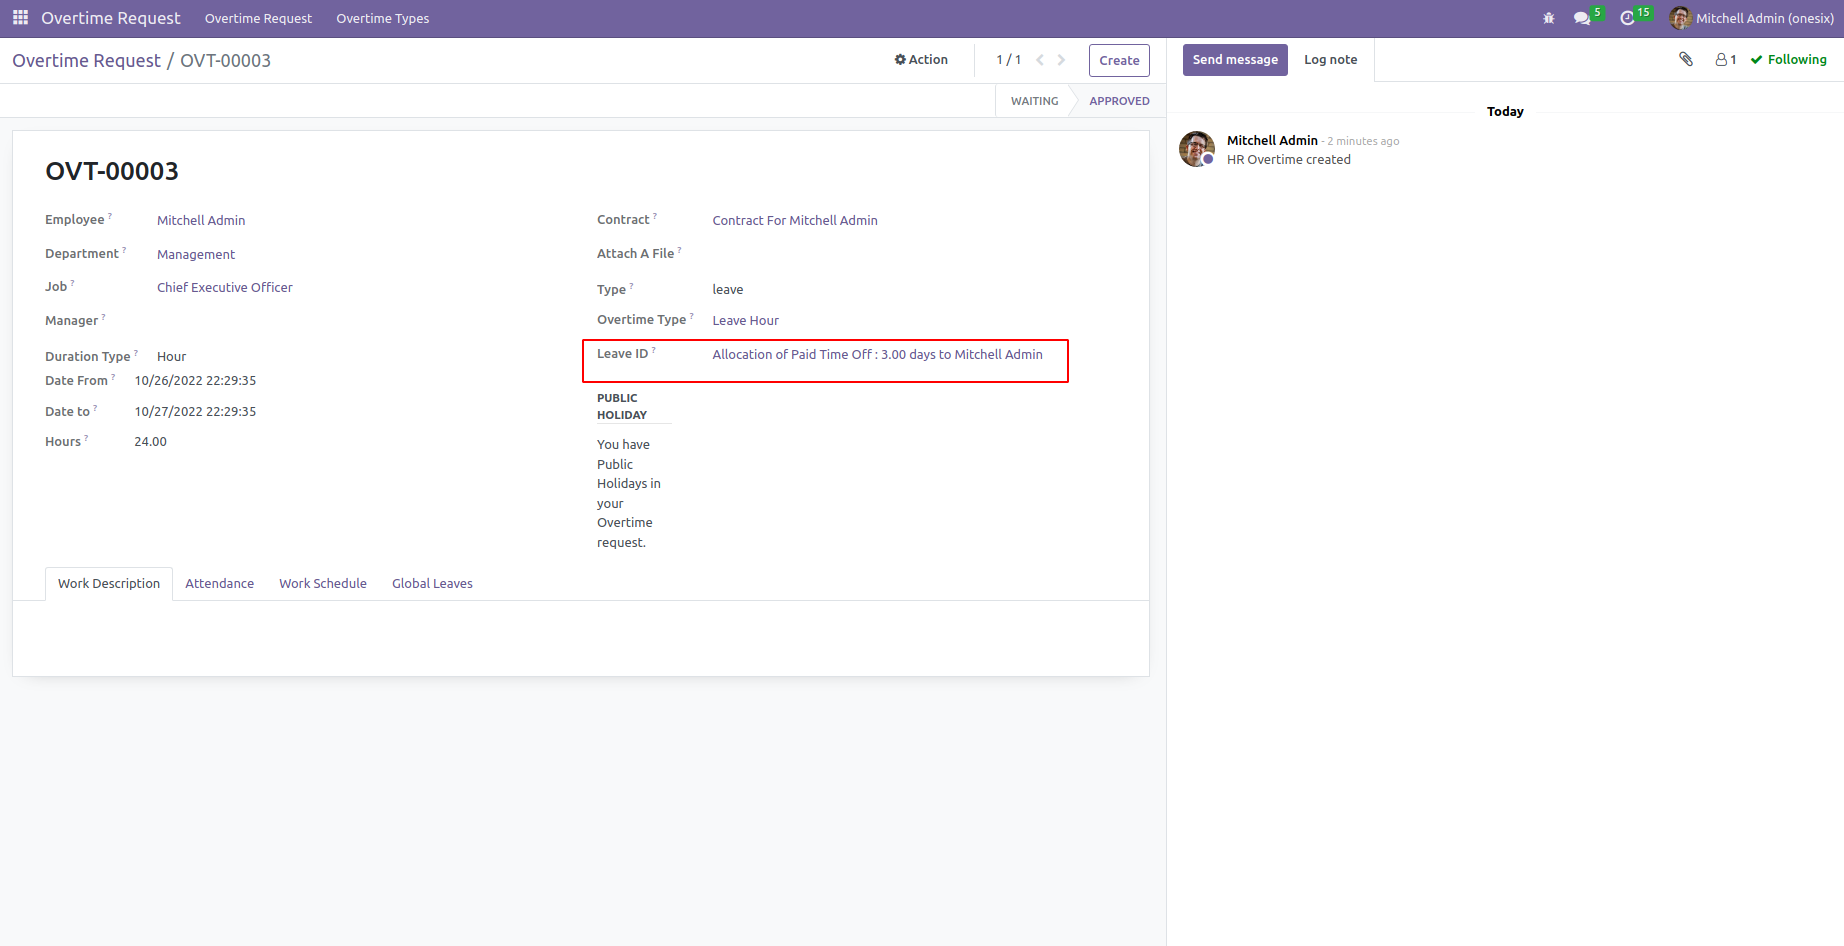 Overtime Request
Overtime Request
Overtime Types
5
15
Mitchell Admin (onesix)
Overtime Request / OVT-00003
Action
1 / 1
Create
Send message
Log note
1
Following
WAITING
APPROVED
Today
Mitchell Admin - 2 minutes ago
HR Overtime created
OVT-00003
Employee ? Mitchell Admin
Department ? Management
Job ? Chief Executive Officer
Manager ?
Duration Type ? Hour
Date From ? 10/26/2022 22:29:35
Date to ? 10/27/2022 22:29:35
Hours ? 24.00
Contract ? Contract For Mitchell Admin
Attach A File ?
Type ? leave
Overtime Type ? Leave Hour
Leave ID ? Allocation of Paid Time Off : 3.00 days to Mitchell Admin
PUBLIC
HOLIDAY
You have
Public
Holidays in
your
Overtime
request.
Work Description
Attendance
Work Schedule
Global Leaves